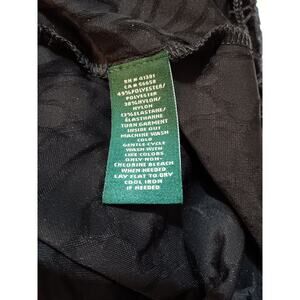 RN # 41381
CA # 56658
49% POLYESTER/
POLYESTER
38% NYLON/
NYLON
13% ELASTANE/
ELASTHANNE
TURN GARMENT
INSIDE OUT
MACHINE WASH
COLD
GENTLE CYCLE
WASH WITH
LIKE COLORS
ONLY NON-
CHLORINE BLEACH
WHEN NEEDED
LAY FLAT TO DRY
COOL IRON
IF NEEDED